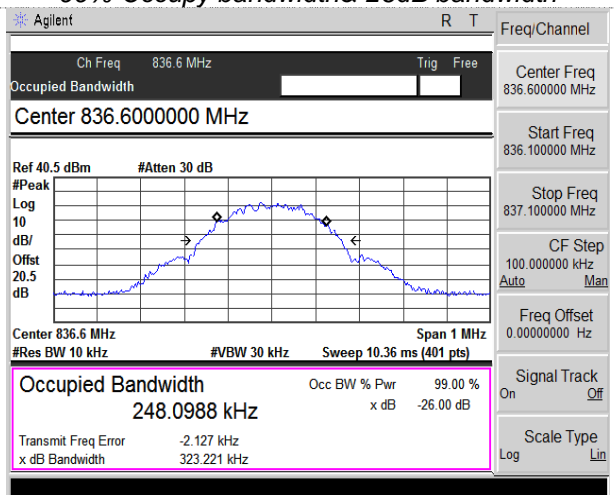 99% Occupy bandwidth& 26dB bandwidth
Agilent R T
Ch Freq 836.6 MHz Trig Free
Occupied Bandwidth
Center 836.6000000 MHz
Ref 40.5 dBm #Atten 30 dB
#Peak
Log
10
dB/
Offst
20.5
dB
Center 836.6 MHz Span 1 MHz
#Res BW 10 kHz #VBW 30 kHz Sweep 10.36 ms (401 pts)
Occupied Bandwidth Occ BW % Pwr 99.00 %
248.0988 kHz x dB -26.00 dB
Transmit Freq Error -2.127 kHz
x dB Bandwidth 323.221 kHz
Freq/Channel
Center Freq
836.600000 MHz
Start Freq
836.100000 MHz
Stop Freq
837.100000 MHz
CF Step
100.000000 kHz
Auto Man
Freq Offset
0.00000000 Hz
Signal Track
On Off
Scale Type
Log Lin